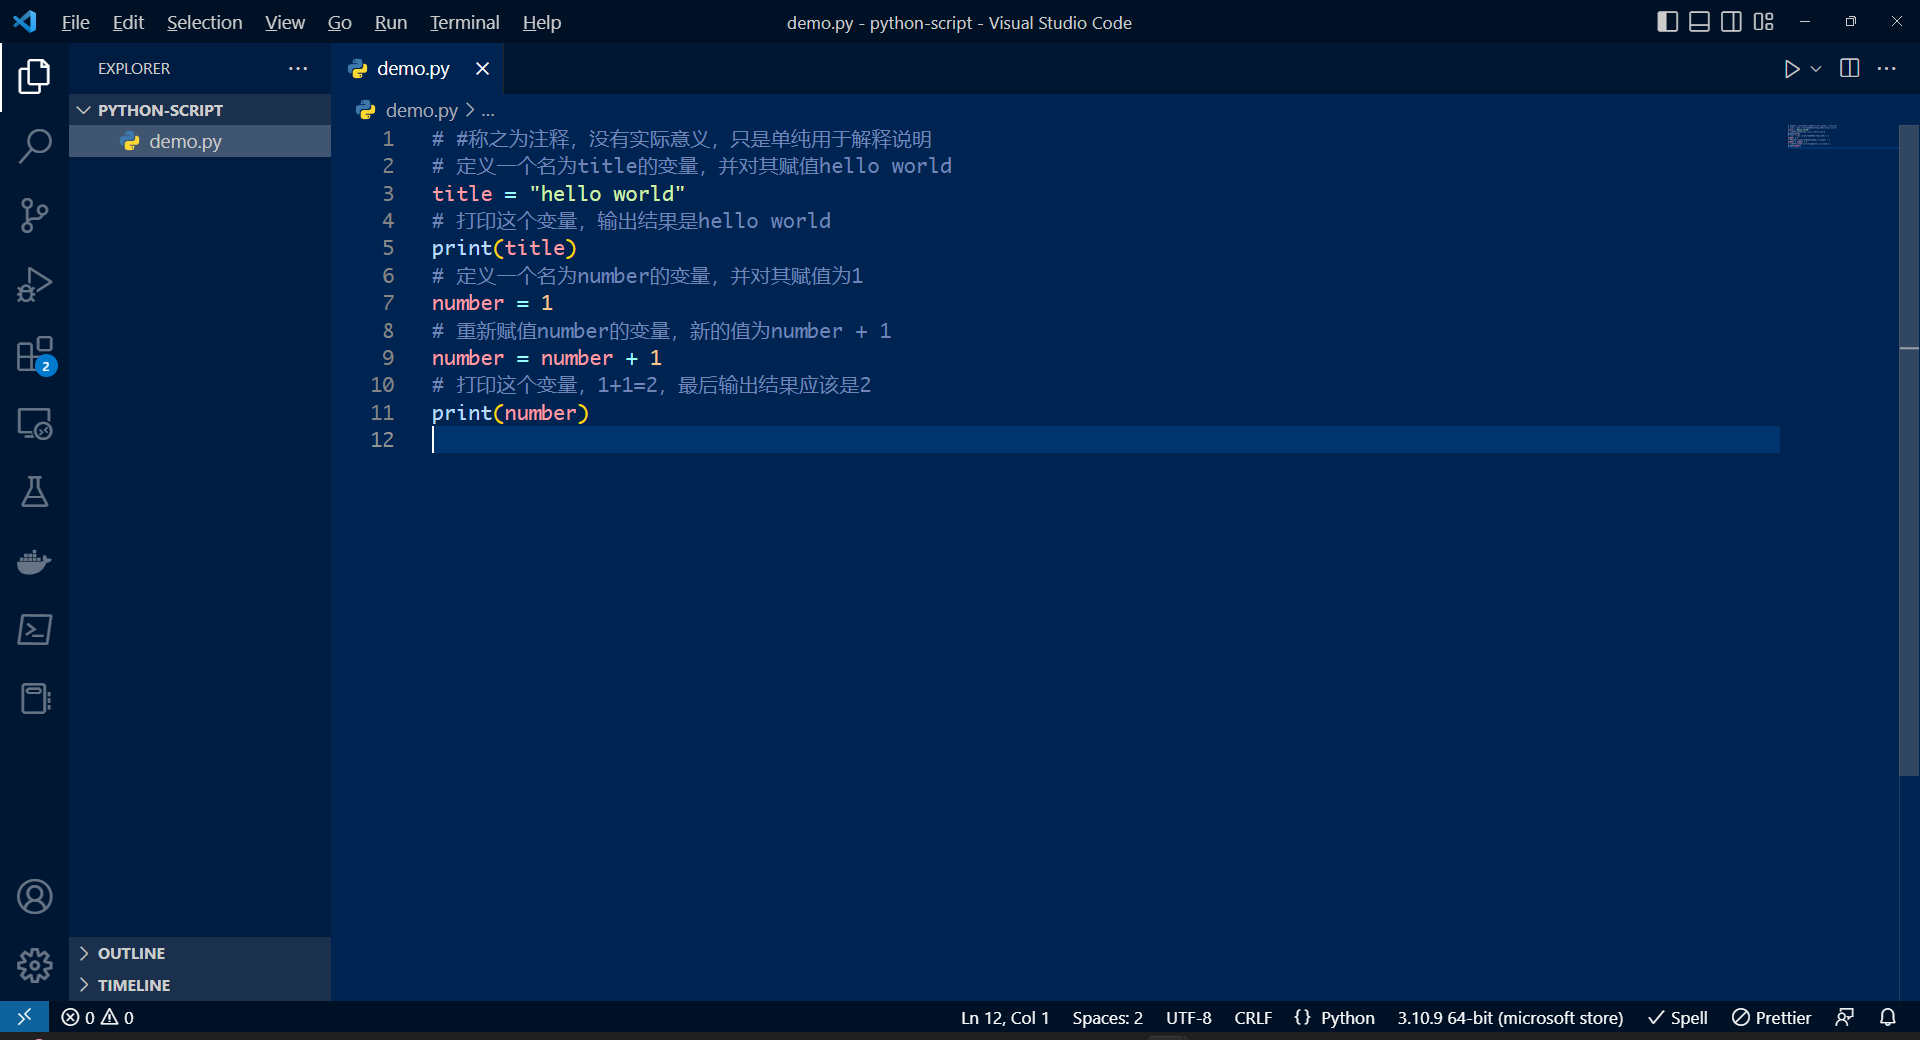 File Edit Selection View Go Run Terminal Help
demo.py - python-script - Visual Studio Code
EXPLORER
PYTHON-SCRIPT
demo.py
demo.py
demo.py > ...
1 # #称之为注释，没有实际意义，只是单纯用于解释说明
2 # 定义一个名为title的变量，并对其赋值hello world
3 title = "hello world"
4 # 打印这个变量，输出结果是hello world
5 print(title)
6 # 定义一个名为number的变量，并对其赋值为1
7 number = 1
8 # 重新赋值number的变量，新的值为number + 1
9 number = number + 1
10 # 打印这个变量，1+1=2，最后输出结果应该是2
11 print(number)
12
2
OUTLINE
TIMELINE
0 0
Ln 12, Col 1 Spaces: 2 UTF-8 CRLF {} Python 3.10.9 64-bit (microsoft store) Spell Prettier